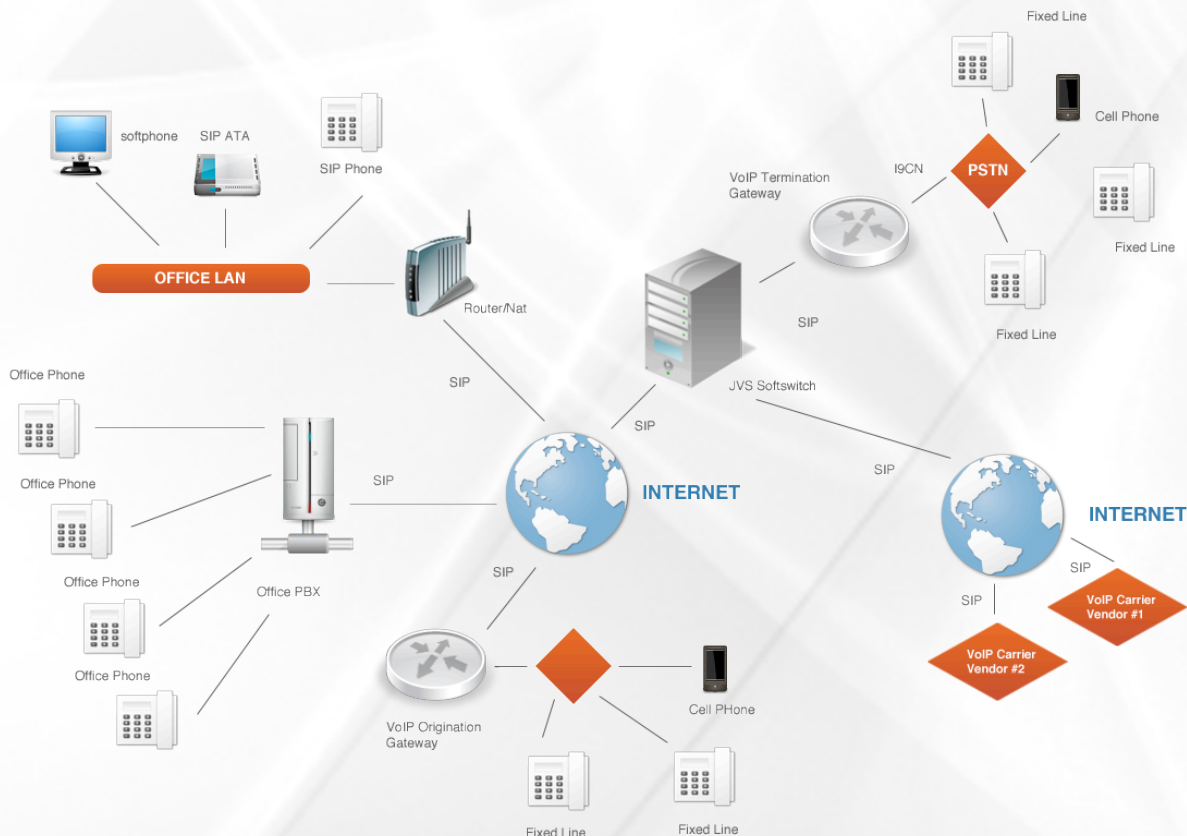 Fixed Line
Cell Phone
softphone
SIP ATA
SIP Phone
I9CN
PSTN
VoIP Termination
Gateway
Fixed Line
OFFICE LAN
Router/Nat
SIP
Fixed Line
SIP
JVS Softswitch
Office Phone
SIP
SIP
SIP
Office Phone
INTERNET
INTERNET
Office Phone
Office PBX
SIP
SIP
SIP
VoIP Carrier
Vendor #1
VoIP Carrier
Vendor #2
Office Phone
VoIP Origination
Gateway
Cell PHone
Fixed Line
Fixed Line